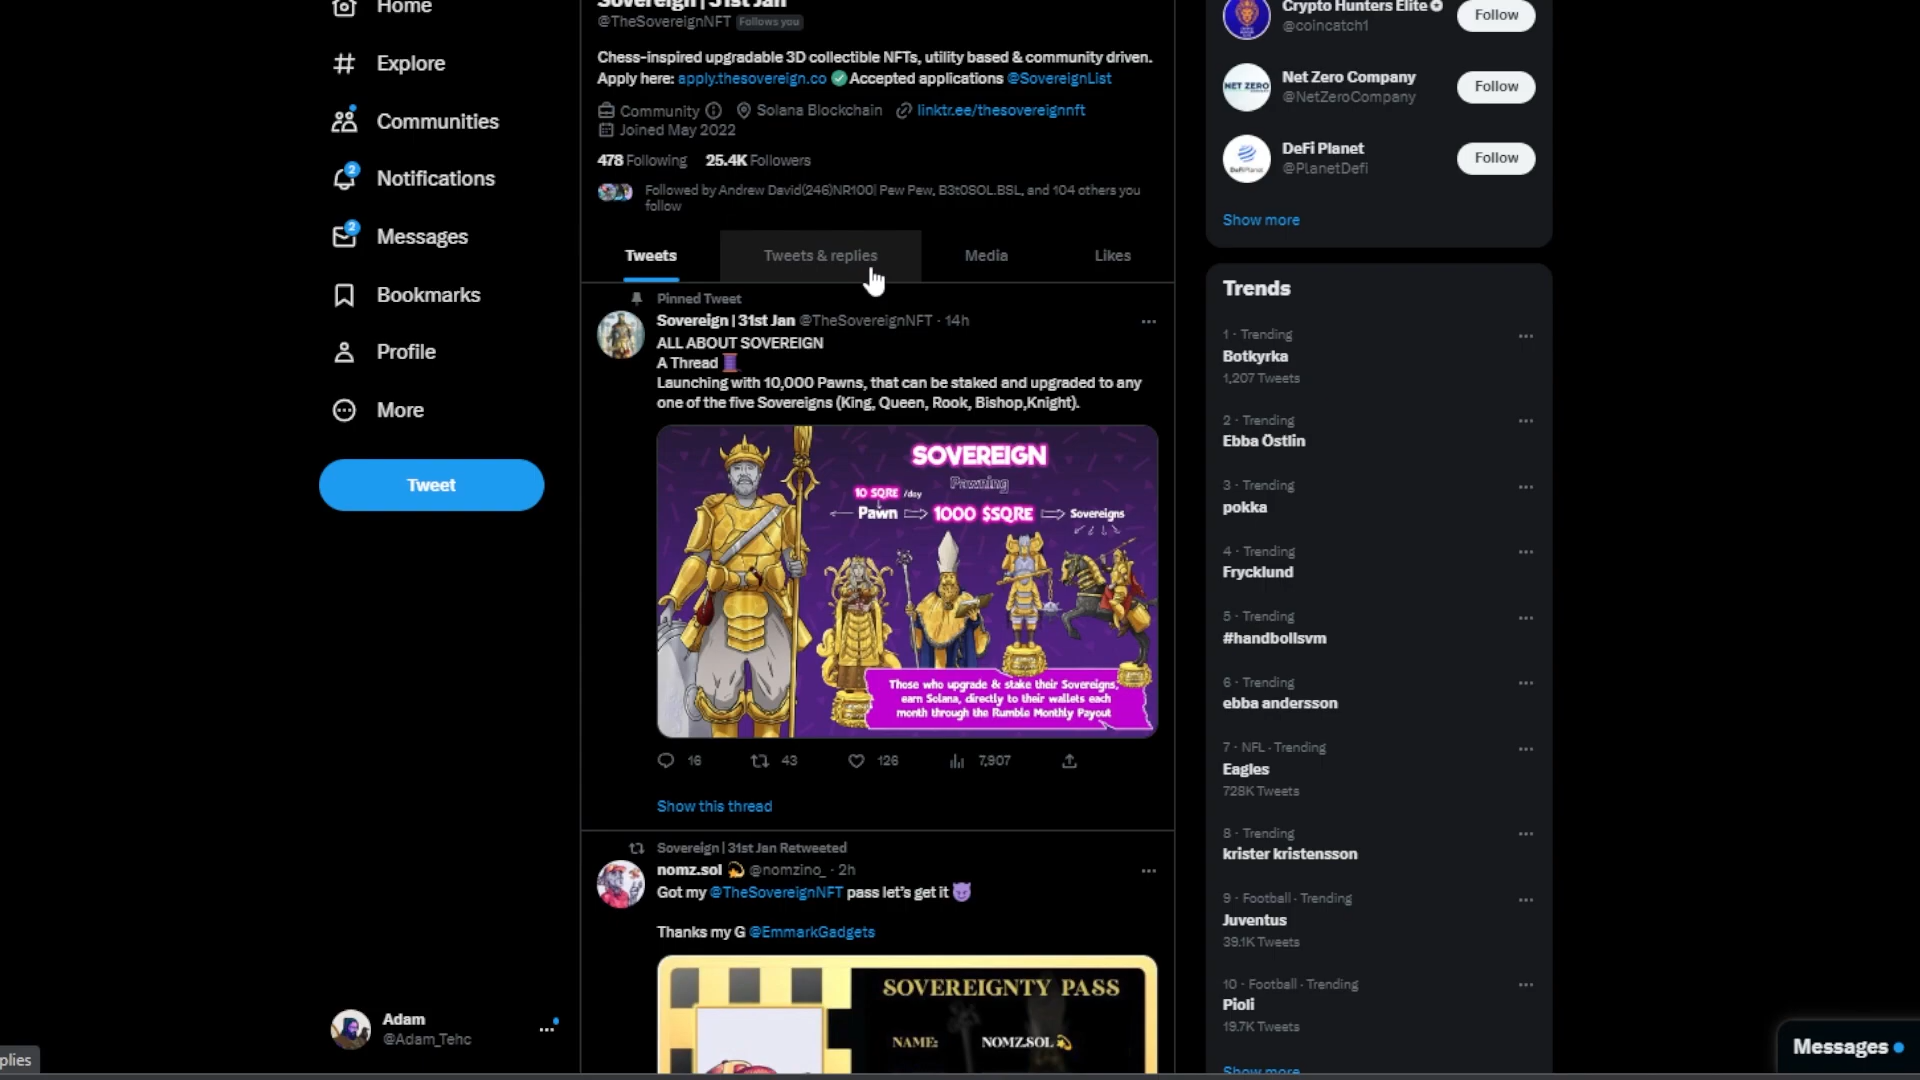 Home
Explore
Communities
2
Notifications
2
Messages
Bookmarks
Profile
More
Tweet
Adam
@Adam_Tehc
plies
Sovereign | 31st Jan
@TheSovereignNFT Follows you
Chess-inspired upgradable 3D collectible NFTs, utility based & community driven.
Apply here: apply.thesovereign.co ✅ Accepted applications @SovereignList
Community Solana Blockchain linktr.ee/thesovereignnft
Joined May 2022
478 Following 25.4K Followers
Followed by Andrew David(246)NR100| Pew Pew, B3t0SOL.BSL, and 104 others you
follow
Tweets Tweets & replies Media Likes
Pinned Tweet
Sovereign | 31st Jan @TheSovereignNFT · 14h
ALL ABOUT SOVEREIGN
A Thread 🧵
Launching with 10,000 Pawns, that can be staked and upgraded to any
one of the five Sovereigns (King, Queen, Rook, Bishop,Knight).
SOVEREIGN
Pawning
10 SQRE /day
Pawn 1000 $SQRE Sovereigns
Those who upgrade & stake their Sovereigns,
earn Solana, directly to their wallets each
month through the Rumble Monthly Payout
16 43 126 7,907
Show this thread
Sovereign | 31st Jan Retweeted
nomz.sol 💫 @nomzino_ · 2h
Got my @TheSovereignNFT pass let's get it 😈
Thanks my G @EmmarkGadgets
SOVEREIGNTY PASS
NAME: NOMZ.SOL 💫
Crypto Hunters Elite
@coincatch1
Follow
NET ZERO
Net Zero Company
@NetZeroCompany
Follow
DeFi Planet
@PlanetDefi
Follow
Show more
Trends
1 · Trending
Botkyrka
1,207 Tweets
2 · Trending
Ebba Östlin
3 · Trending
pokka
4 · Trending
Frycklund
5 · Trending
#handbollsvm
6 · Trending
ebba andersson
7 · NFL · Trending
Eagles
728K Tweets
8 · Trending
krister kristensson
9 · Football · Trending
Juventus
39.1K Tweets
10 · Football · Trending
Pioli
19.7K Tweets
Show more
Messages